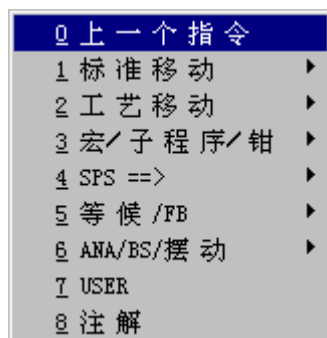 0 上一个指令
1 标准移动
2 工艺移动
3 宏/子程序/钳
4 SPS ==>
5 等候/FB
6 ANA/BS/摆动
7 USER
8 注解